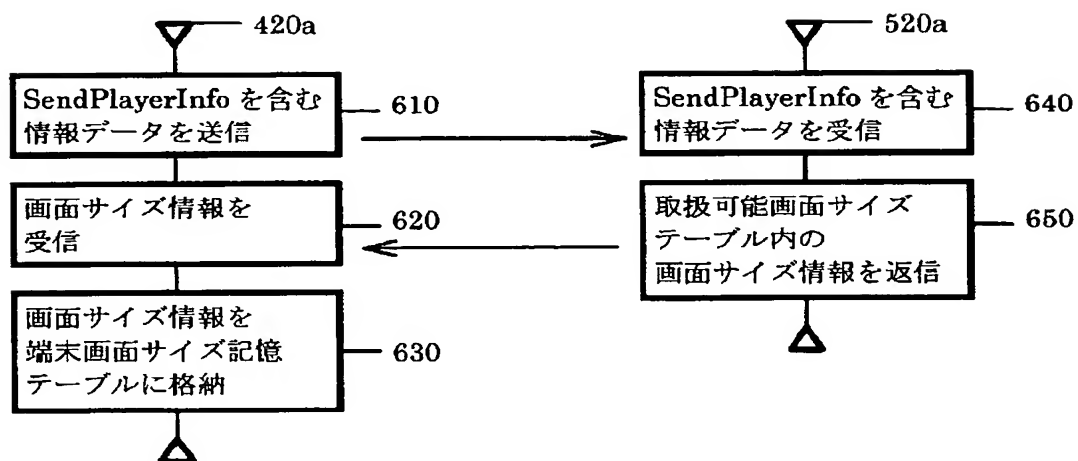 420a
SendPlayerInfo を含む
情報データを送信
610
画面サイズ情報を
受信
620
画面サイズ情報を
端末画面サイズ記憶
テーブルに格納
630
520a
SendPlayerInfo を含む
情報データを受信
640
取扱可能画面サイズ
テーブル内の
画面サイズ情報を返信
650